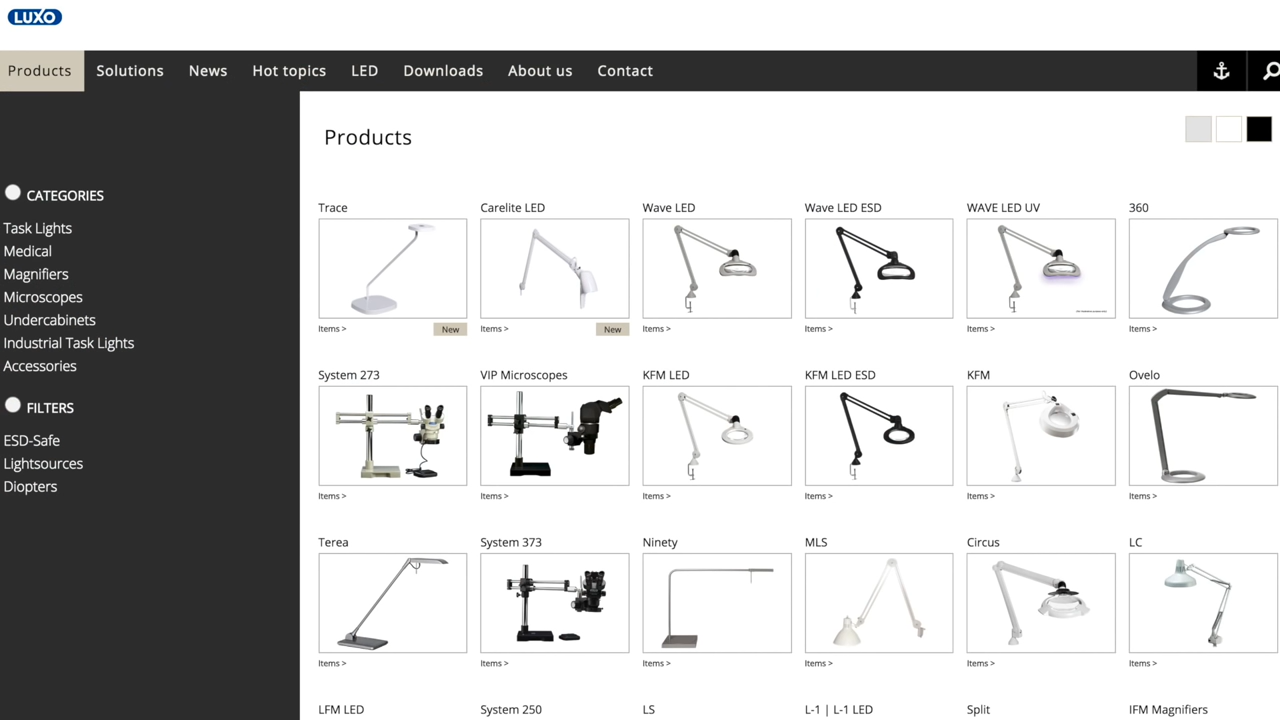 LUXO
Products Solutions News Hot topics LED Downloads About us Contact
Products
CATEGORIES
Task Lights
Medical
Magnifiers
Microscopes
Undercabinets
Industrial Task Lights
Accessories
FILTERS
ESD-Safe
Lightsources
Diopters
Trace Carelite LED Wave LED Wave LED ESD WAVE LED UV 360
Items > New Items > New Items > Items > Items > Items >
System 273 VIP Microscopes KFM LED KFM LED ESD KFM Ovelo
Items > Items > Items > Items > Items > Items >
Terea System 373 Ninety MLS Circus LC
Items > Items > Items > Items > Items > Items >
LFM LED System 250 LS L-1 | L-1 LED Split IFM Magnifiers